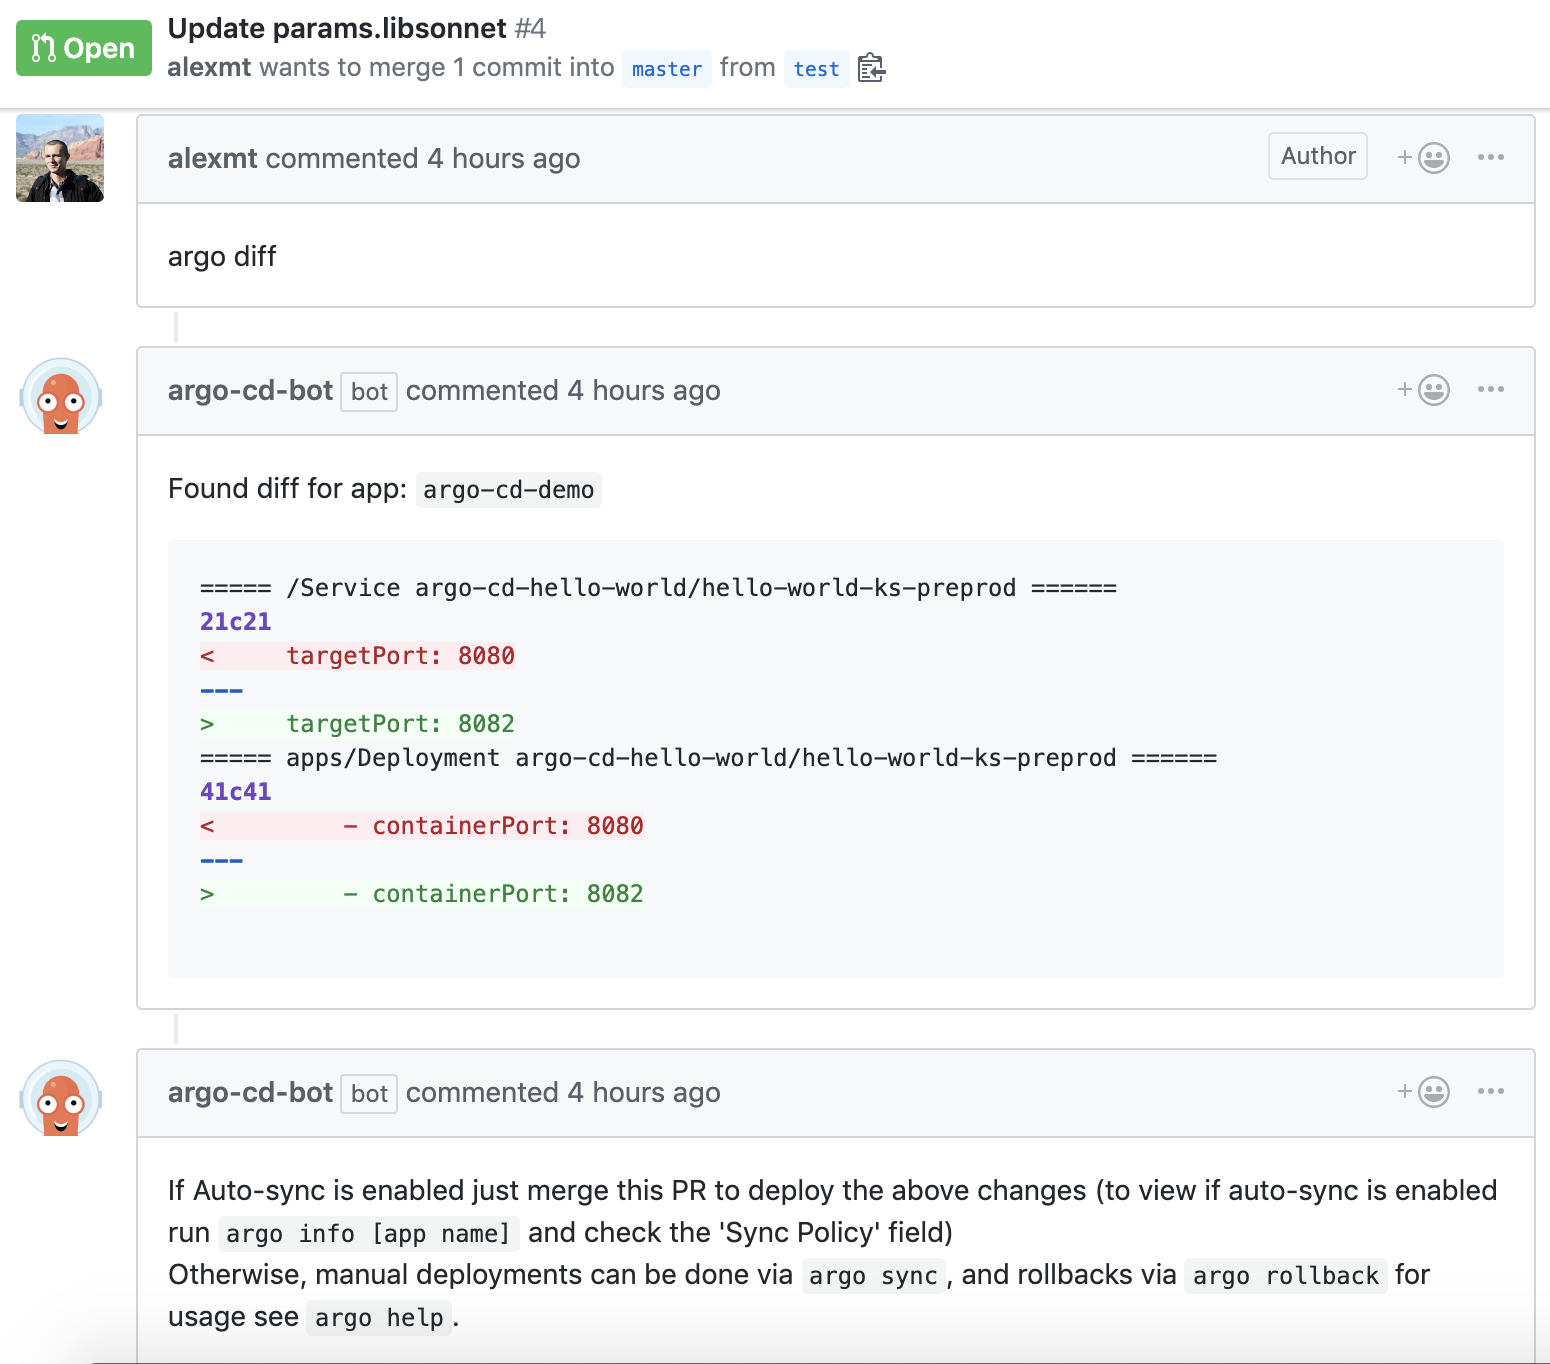 Open
Update params.libsonnet #4
alexmt wants to merge 1 commit into master from test
alexmt commented 4 hours ago
Author
argo diff
argo-cd-bot bot commented 4 hours ago
Found diff for app: argo-cd-demo
===== /Service argo-cd-hello-world/hello-world-ks-preprod ======
21c21
<     targetPort: 8080
---
>     targetPort: 8082
===== apps/Deployment argo-cd-hello-world/hello-world-ks-preprod ======
41c41
<         - containerPort: 8080
---
>         - containerPort: 8082
argo-cd-bot bot commented 4 hours ago
If Auto-sync is enabled just merge this PR to deploy the above changes (to view if auto-sync is enabled
run argo info [app name] and check the 'Sync Policy' field)
Otherwise, manual deployments can be done via argo sync, and rollbacks via argo rollback for
usage see argo help.